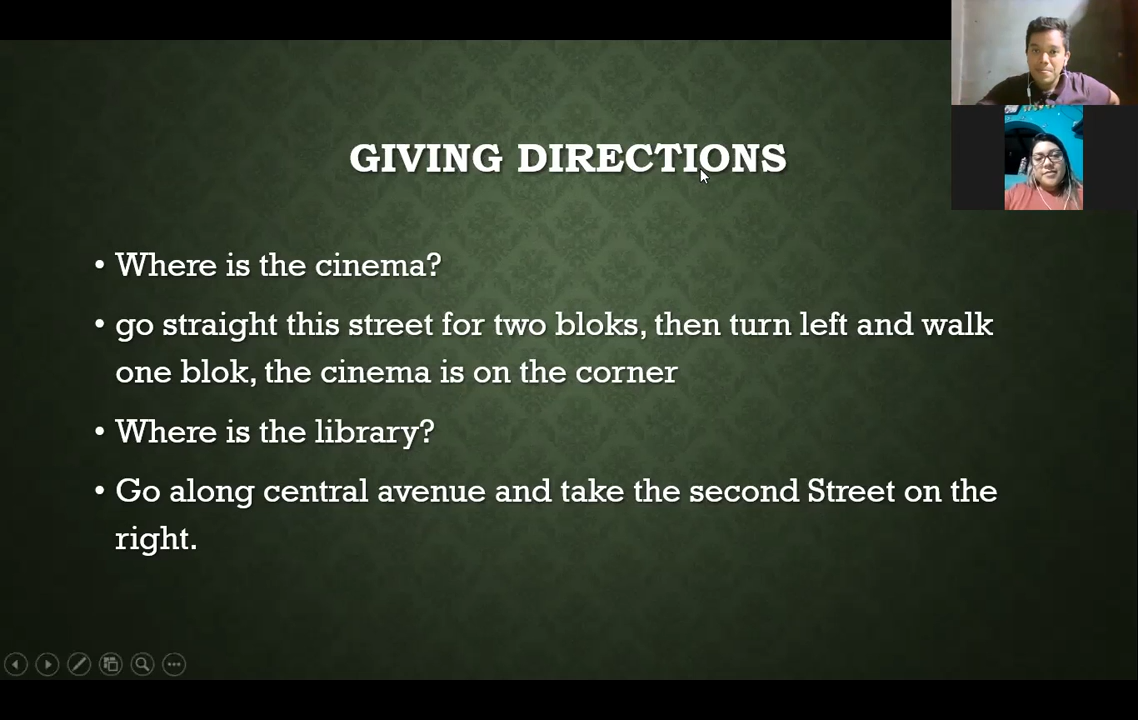 GIVING DIRECTIONS
• Where is the cinema?
• go straight this street for two bloks, then turn left and walk
one blok, the cinema is on the corner
• Where is the library?
• Go along central avenue and take the second Street on the
right.